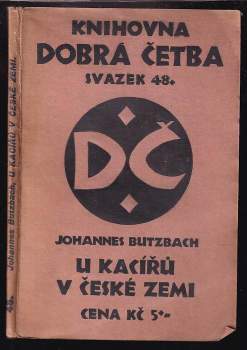 KNIHOVNA
DOBRÁ ČETBA
SVAZEK 48.
DČ
JOHANNES BUTZBACH
U KACÍŘŮ
V ČESKÉ ZEMI
CENA KČ 5·-
Johannes Butzbach, U KACÍŘŮ V ČESKÉ ZEMI.
48.